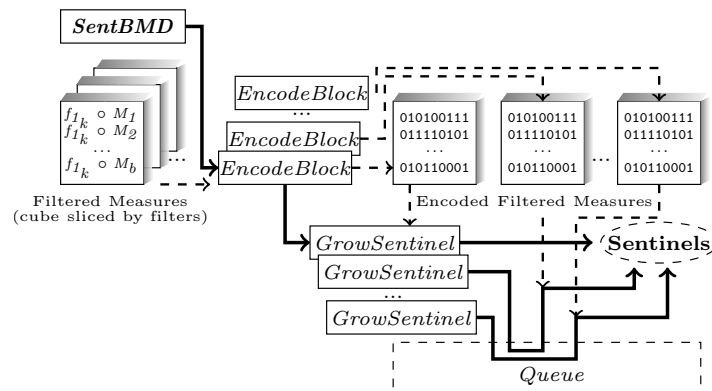 SentBMD
f1k ∘ M1
f1k ∘ M2
...
f1k ∘ Mb
...
Filtered Measures
(cube sliced by filters)
EncodeBlock
...
EncodeBlock
EncodeBlock
010100111
011110101
...
010110001
010100111
011110101
...
010110001
...
010100111
011110101
...
010110001
Encoded Filtered Measures
GrowSentinel
GrowSentinel
...
GrowSentinel
Sentinels
Queue